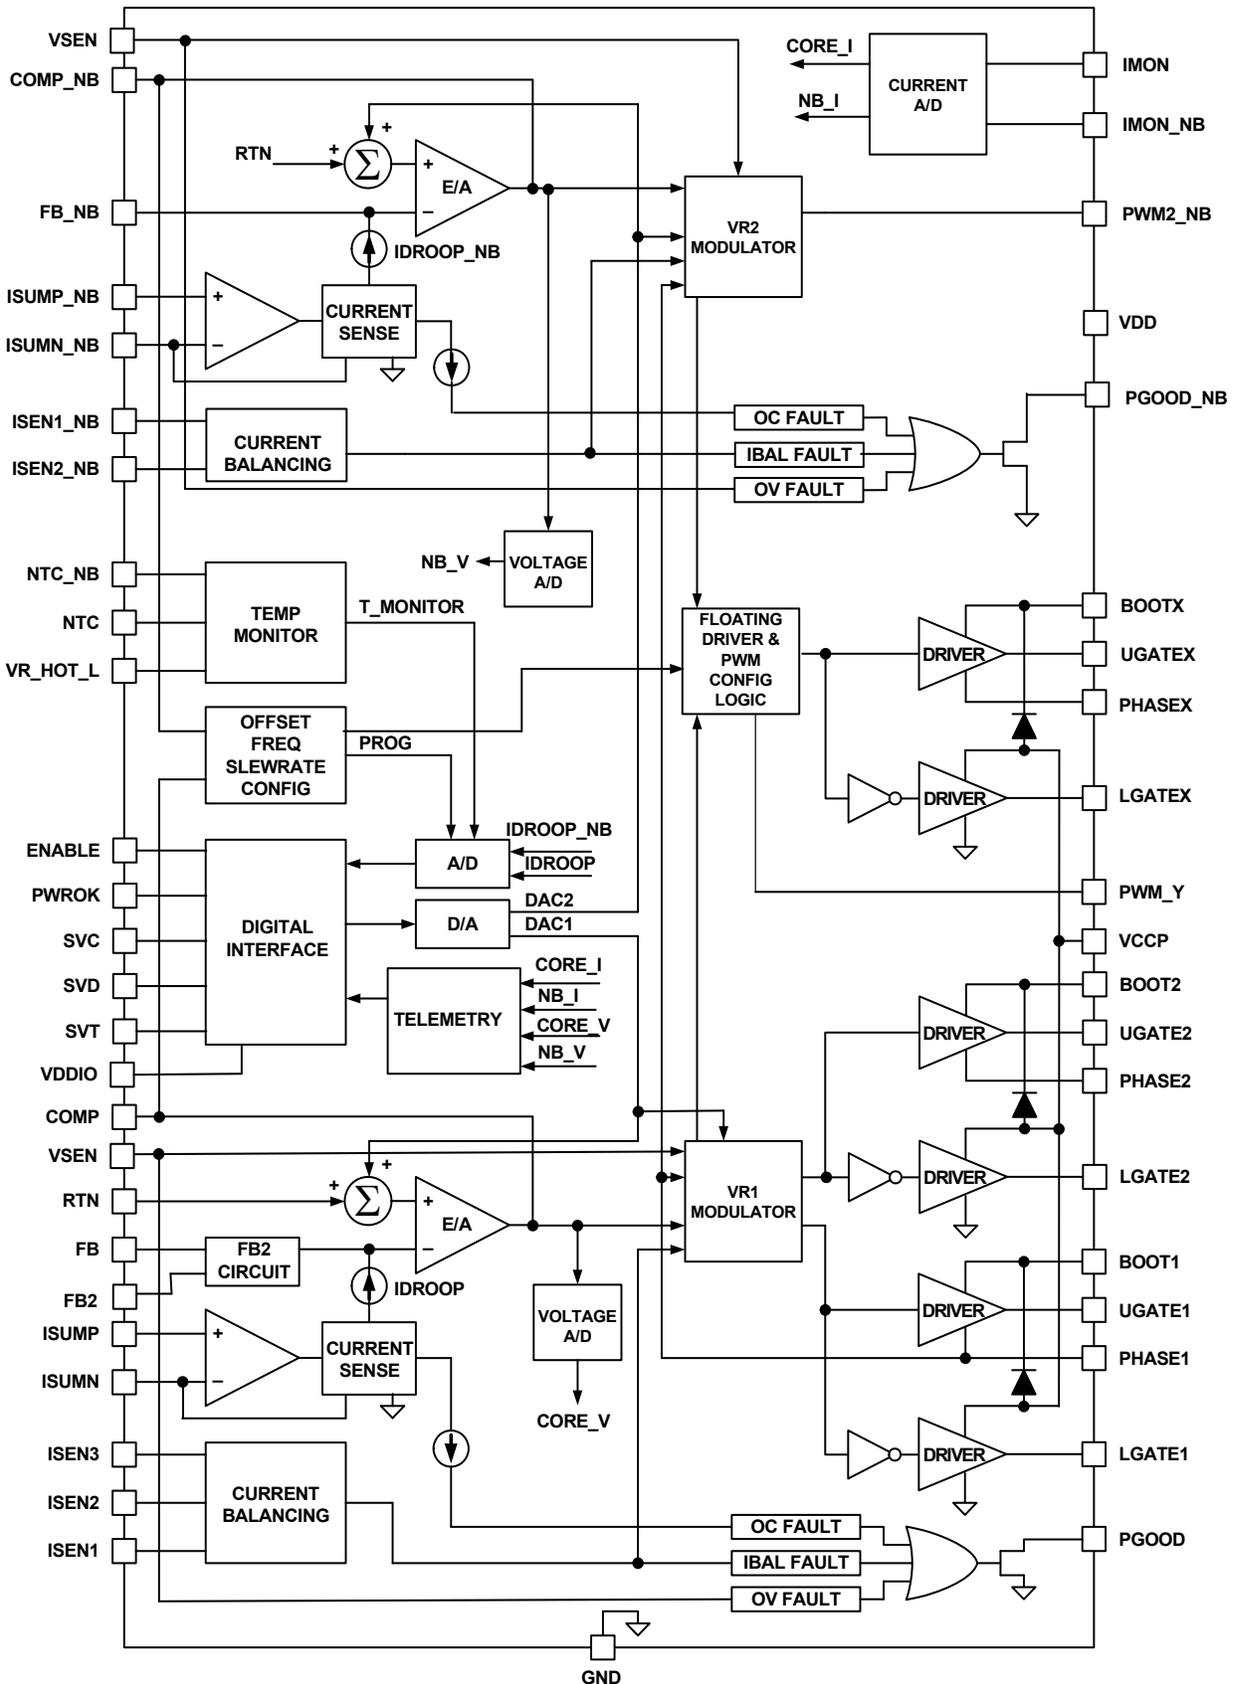 VSEN
COMP_NB
CORE_I
CURRENT
A/D
NB_I
IMON
IMON_NB
+
+
RTN
Σ
+
E/A
−
FB_NB
IDROOP_NB
VR2
MODULATOR
PWM2_NB
ISUMP_NB
+
ISUMN_NB
−
CURRENT
SENSE
VDD
PGOOD_NB
ISEN1_NB
ISEN2_NB
CURRENT
BALANCING
OC FAULT
IBAL FAULT
OV FAULT
NB_V
VOLTAGE
A/D
NTC_NB
NTC
VR_HOT_L
TEMP
MONITOR
T_MONITOR
FLOATING
DRIVER &
PWM
CONFIG
LOGIC
DRIVER
BOOTX
UGATEX
PHASEX
OFFSET
FREQ
SLEWRATE
CONFIG
PROG
DRIVER
LGATEX
ENABLE
PWROK
SVC
SVD
SVT
VDDIO
DIGITAL
INTERFACE
A/D
IDROOP_NB
IDROOP
D/A
DAC2
DAC1
TELEMETRY
CORE_I
NB_I
CORE_V
NB_V
PWM_Y
VCCP
BOOT2
DRIVER
UGATE2
PHASE2
COMP
VSEN
RTN
+
+
Σ
+
E/A
−
VR1
MODULATOR
DRIVER
LGATE2
FB
FB2
FB2
CIRCUIT
IDROOP
BOOT1
DRIVER
UGATE1
PHASE1
ISUMP
+
ISUMN
−
CURRENT
SENSE
VOLTAGE
A/D
CORE_V
DRIVER
LGATE1
ISEN3
ISEN2
ISEN1
CURRENT
BALANCING
OC FAULT
IBAL FAULT
OV FAULT
PGOOD
GND